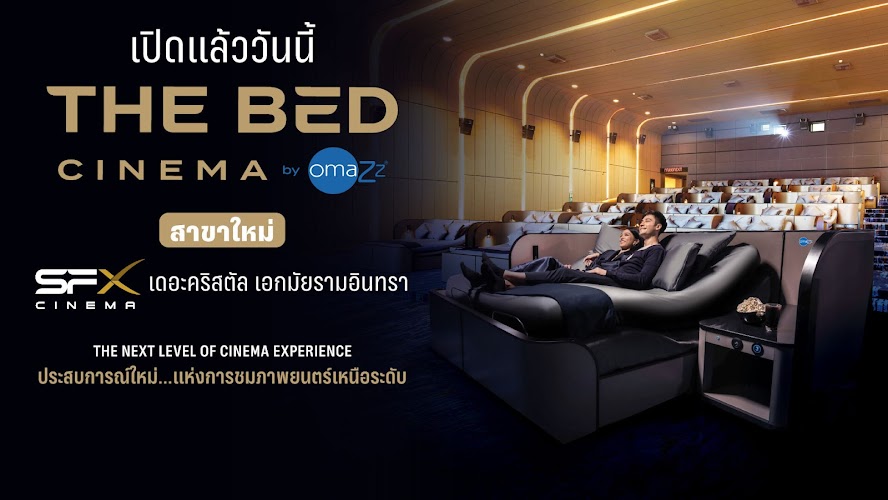 เปิดแล้ววันนี้
THE BED
CINEMA by omaZz®
สาขาใหม่
SFX CINEMA เดอะคริสตัล เอกมัยรามอินทรา
THE NEXT LEVEL OF CINEMA EXPERIENCE
ประสบการณ์ใหม่...แห่งการชมภาพยนตร์เหนือระดับ